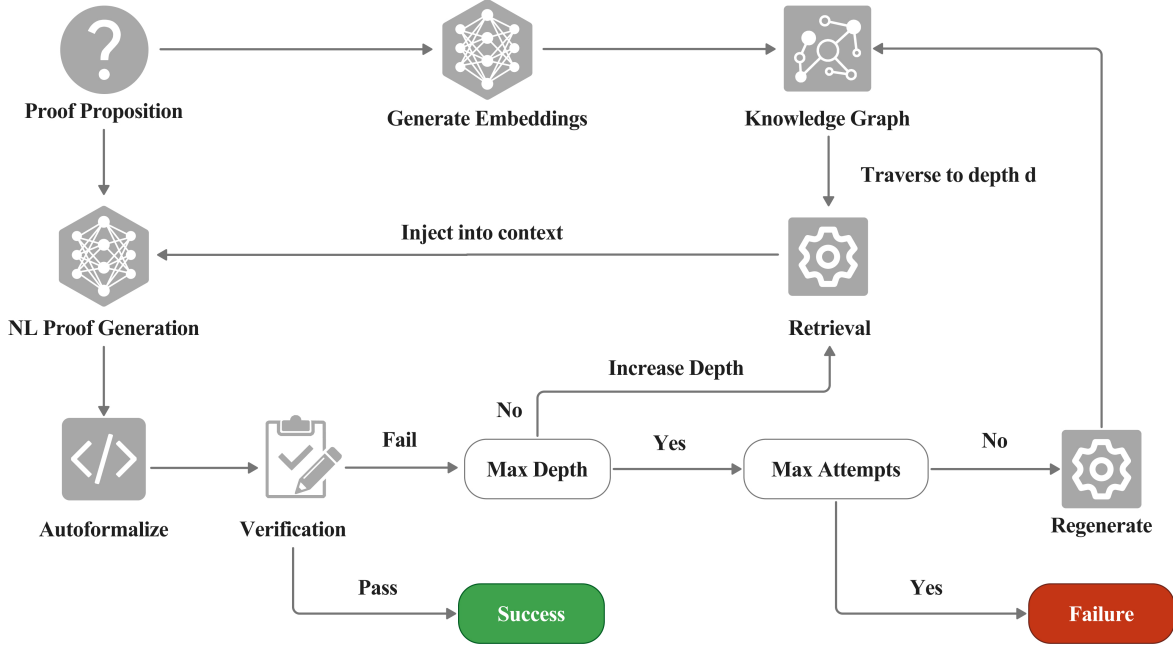 Proof Proposition
Generate Embeddings
Knowledge Graph
Traverse to depth d
Inject into context
NL Proof Generation
Retrieval
Increase Depth
No
Fail
Max Depth
Yes
Max Attempts
No
Autoformalize
Verification
Regenerate
Pass
Success
Yes
Failure